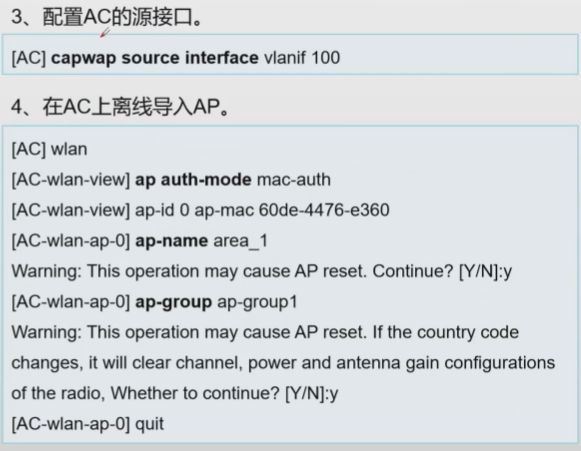 3、配置AC的源接口。
[AC] capwap source interface vlanif 100
4、在AC上离线导入AP。
[AC] wlan
[AC-wlan-view] ap auth-mode mac-auth
[AC-wlan-view] ap-id 0 ap-mac 60de-4476-e360
[AC-wlan-ap-0] ap-name area_1
Warning: This operation may cause AP reset. Continue? [Y/N]:y
[AC-wlan-ap-0] ap-group ap-group1
Warning: This operation may cause AP reset. If the country code
changes, it will clear channel, power and antenna gain configurations
of the radio, Whether to continue? [Y/N]:y
[AC-wlan-ap-0] quit